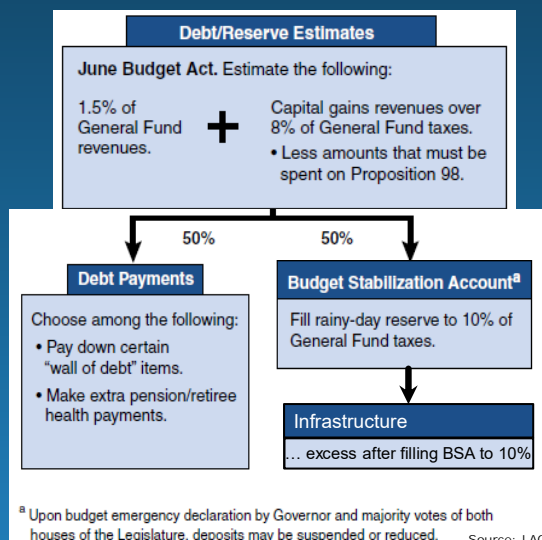 Debt/Reserve Estimates
June Budget Act. Estimate the following:
1.5% of
General Fund
revenues.
+
Capital gains revenues over
8% of General Fund taxes.
• Less amounts that must be
spent on Proposition 98.
50%
50%
Debt Payments
Choose among the following:
• Pay down certain
"wall of debt" items.
• Make extra pension/retiree
health payments.
Budget Stabilization Accountª
Fill rainy-day reserve to 10% of
General Fund taxes.
Infrastructure
… excess after filling BSA to 10%
ª Upon budget emergency declaration by Governor and majority votes of both
houses of the Legislature, deposits may be suspended or reduced.
Source: